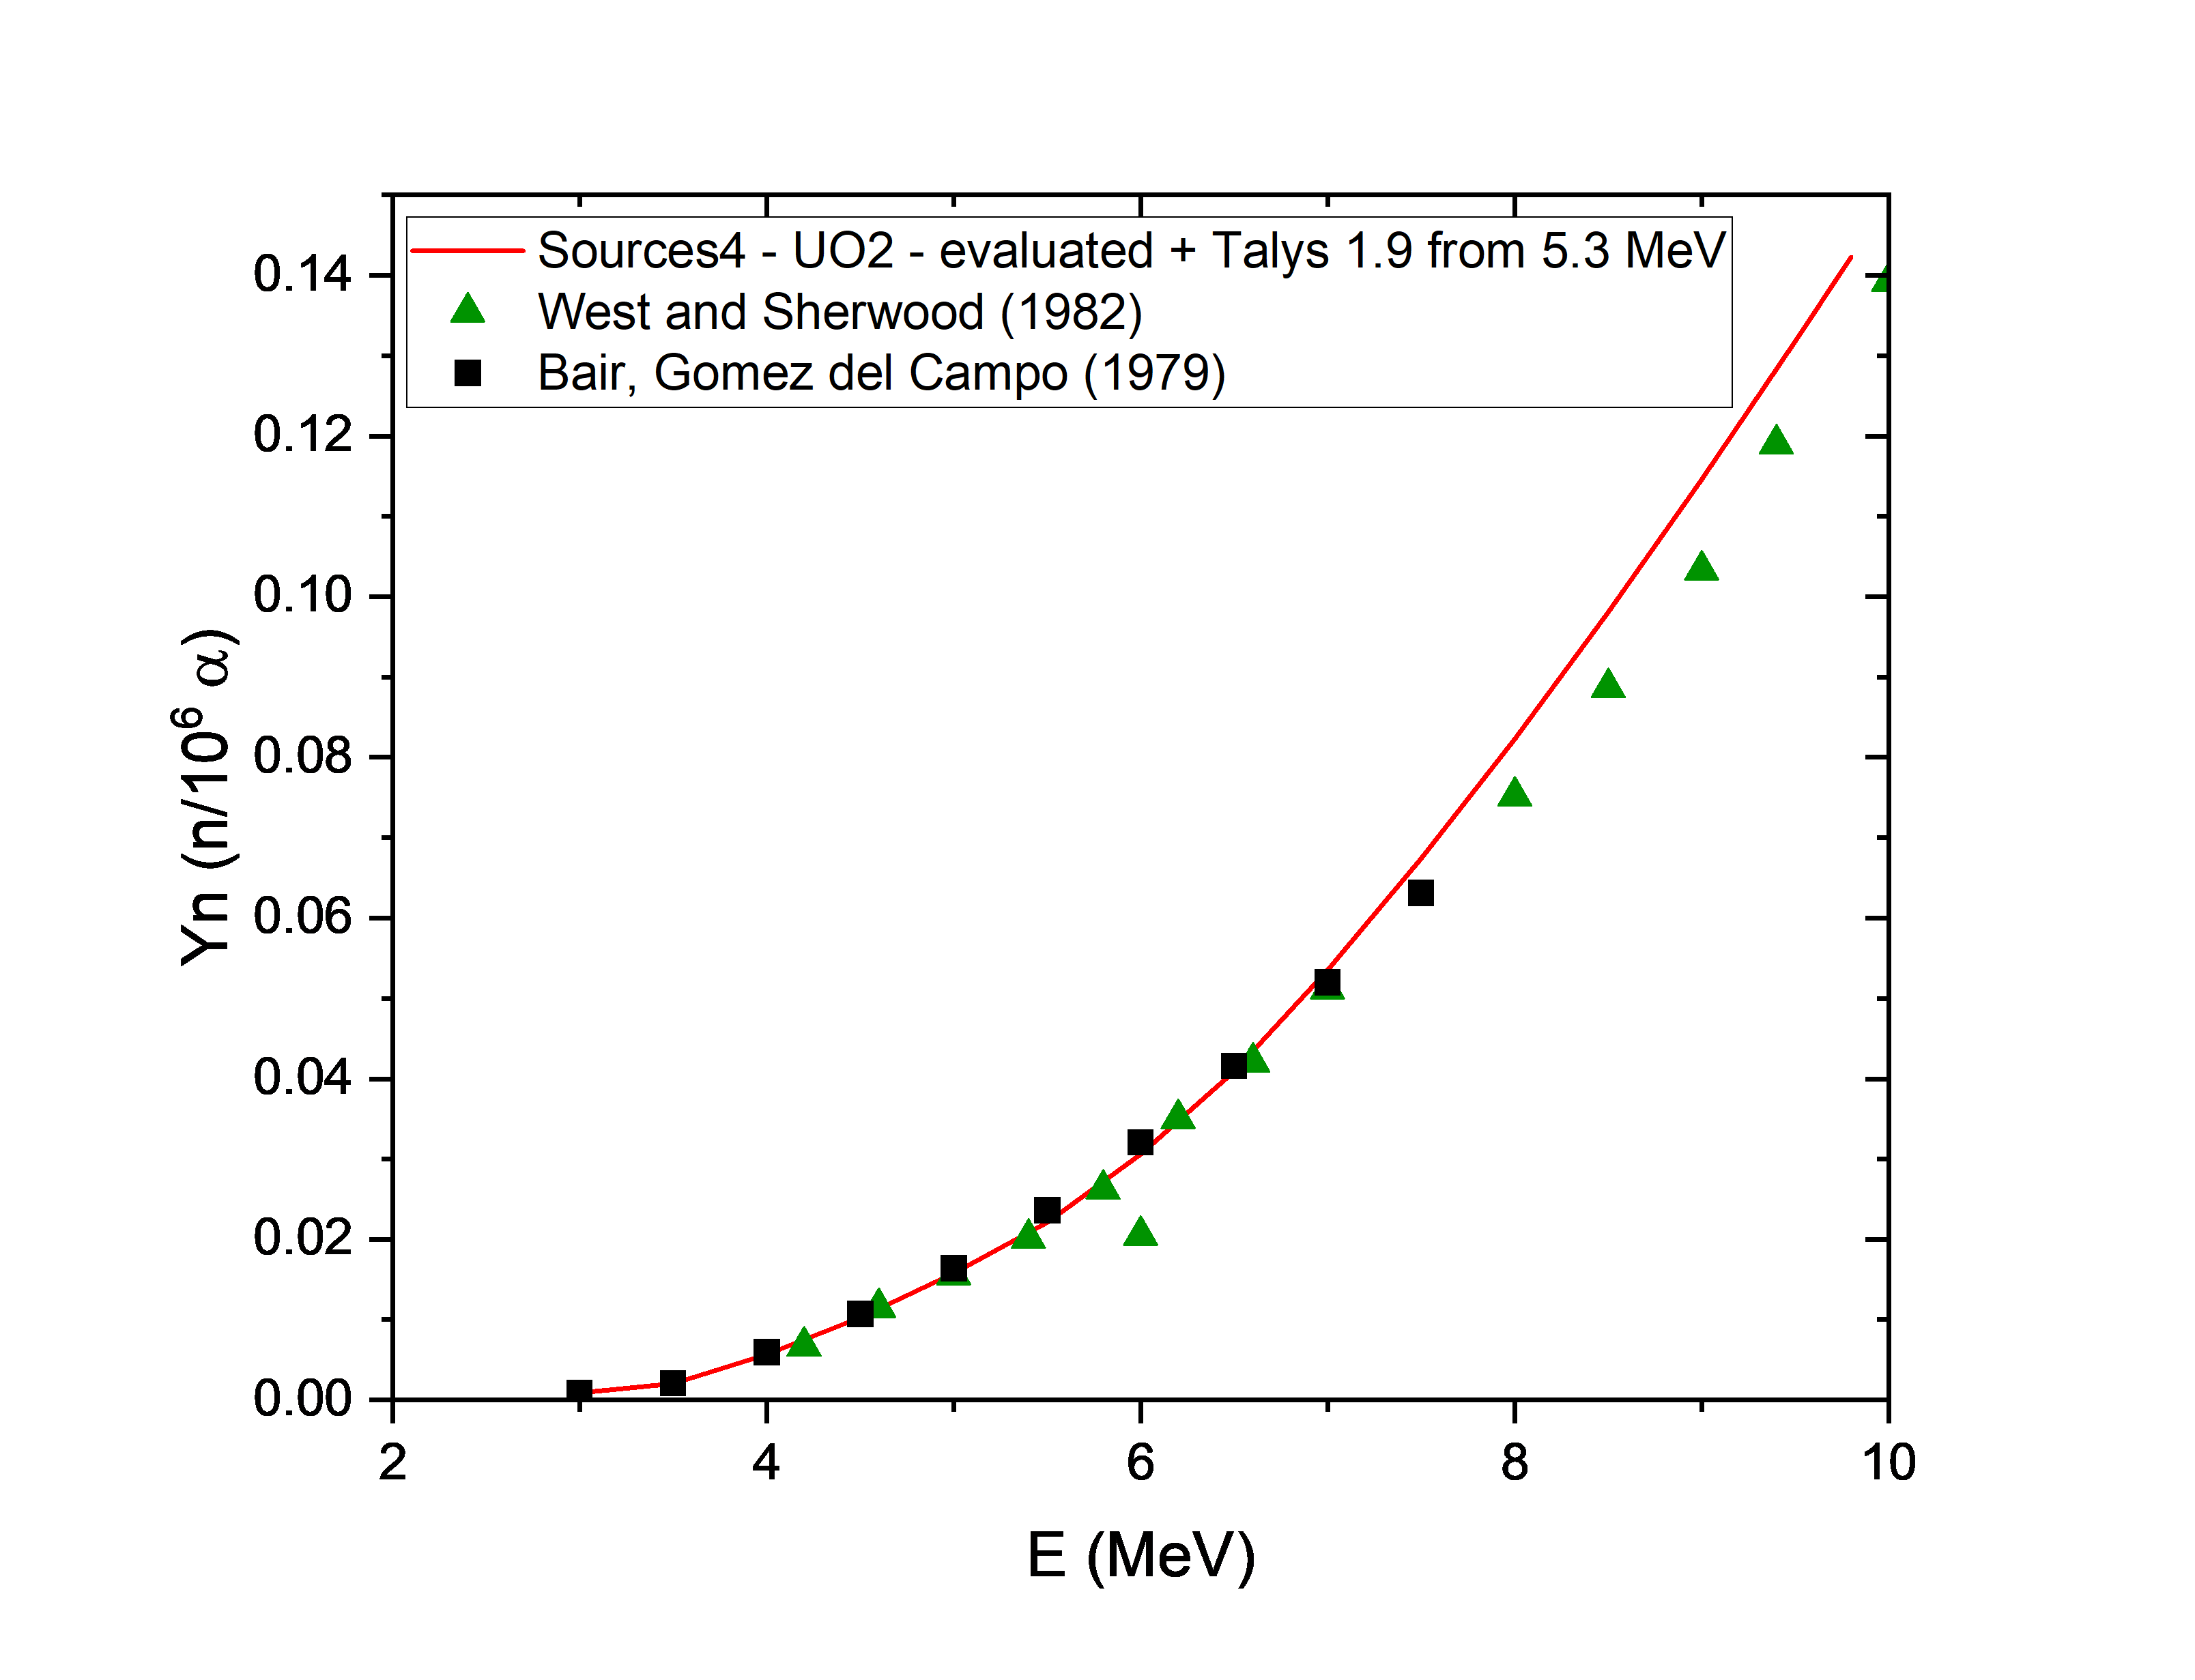 Sources4 - UO2 - evaluated + Talys 1.9 from 5.3 MeV
West and Sherwood (1982)
Bair, Gomez del Campo (1979)
0.14
0.12
0.10
0.08
0.06
0.04
0.02
0.00
Yn (n/10⁶ α)
2 4 6 8 10
E (MeV)